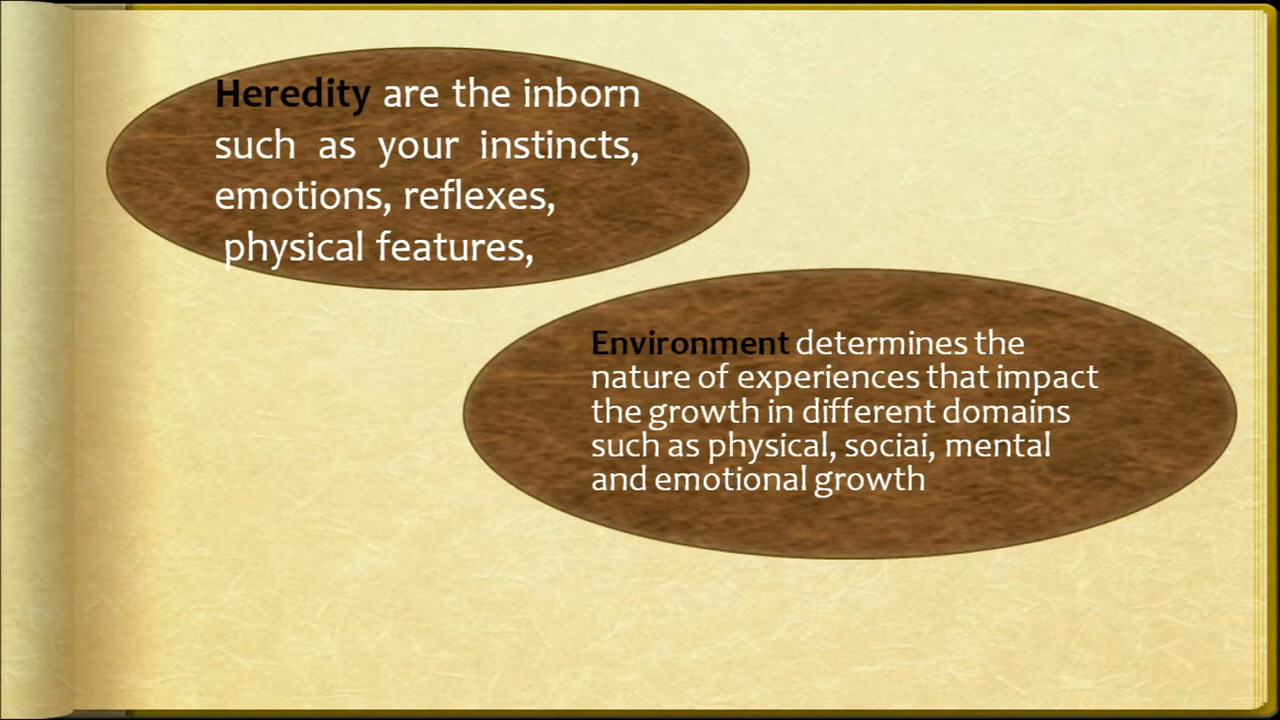 Heredity are the inborn
such as your instincts,
emotions, reflexes,
physical features,
Environment determines the
nature of experiences that impact
the growth in different domains
such as physical, sociai, mental
and emotional growth